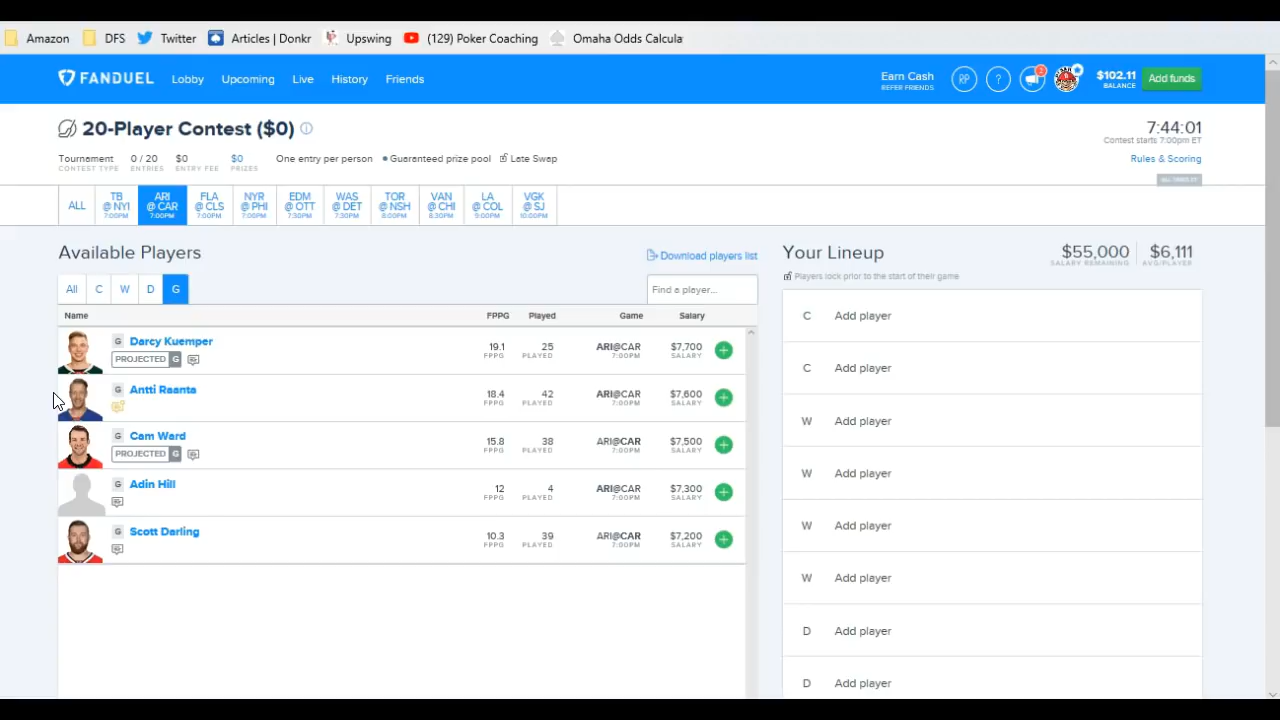 Amazon DFS Twitter Articles | Donkr Upswing (129) Poker Coaching Omaha Odds Calcula
FANDUEL Lobby Upcoming Live History Friends
Earn Cash
REFER FRIENDS
RP ? 2
$102.11
BALANCE
Add funds
20-Player Contest ($0)
7:44:01
Contest starts 7:00pm ET
Tournament 0 / 20 $0 $0 One entry per person Guaranteed prize pool Late Swap
CONTEST TYPE ENTRIES ENTRY FEE PRIZES
Rules & Scoring
ALL TIMES ET
ALL
TB
@ NYI
7:00PM
ARI
@ CAR
7:00PM
FLA
@ CLS
7:00PM
NYR
@ PHI
7:00PM
EDM
@ OTT
7:30PM
WAS
@ DET
7:30PM
TOR
@ NSH
8:00PM
VAN
@ CHI
8:30PM
LA
@ COL
9:00PM
VGK
@ SJ
10:00PM
Available Players
Download players list
All C W D G
Find a player...
Name FPPG Played Game Salary
G Darcy Kuemper 19.1 25 ARI@CAR $7,700
PROJECTED G FPPG PLAYED 7:00PM SALARY
G Antti Raanta 18.4 42 ARI@CAR $7,600
FPPG PLAYED 7:00PM SALARY
G Cam Ward 15.8 38 ARI@CAR $7,500
PROJECTED G FPPG PLAYED 7:00PM SALARY
G Adin Hill 12 4 ARI@CAR $7,300
FPPG PLAYED 7:00PM SALARY
G Scott Darling 10.3 39 ARI@CAR $7,200
FPPG PLAYED 7:00PM SALARY
Your Lineup
$55,000 $6,111
SALARY REMAINING AVG/PLAYER
Players lock prior to the start of their game
C Add player
C Add player
W Add player
W Add player
W Add player
W Add player
D Add player
D Add player